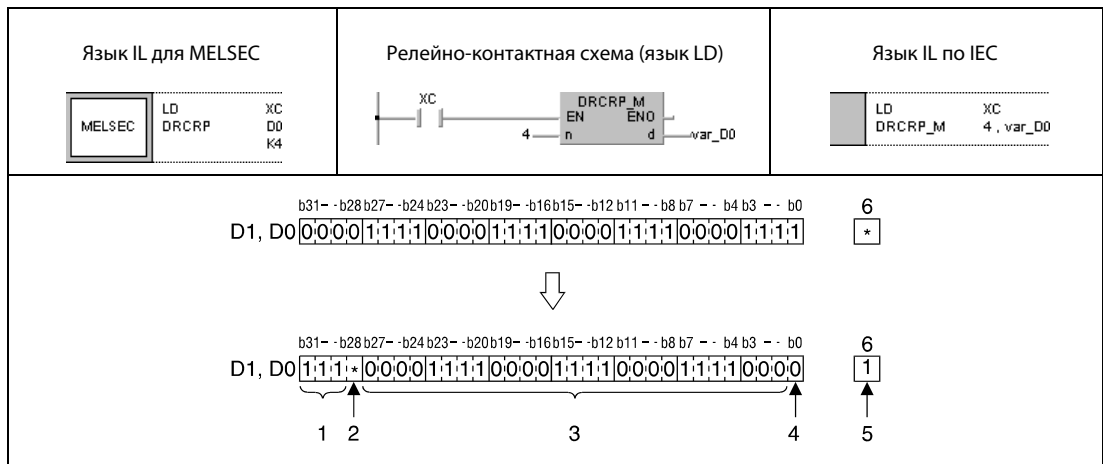 Язык IL для MELSEC
Релейно-контактная схема (язык LD)
Язык IL по IEC
MELSEC
LD XC
DRCRP D0
K4
XC
DRCRP_M
EN ENO
4 n d var_D0
LD XC
DRCRP_M 4 , var_D0
b31- -b28 b27- -b24 b23- -b20 b19- -b16 b15- -b12 b11 - -b8 b7 - - b4 b3 - - b0 6
D1, D0 0 0 0 0 1 1 1 1 0 0 0 0 1 1 1 1 0 0 0 0 1 1 1 1 0 0 0 0 1 1 1 1 *
b31- -b28 b27- -b24 b23- -b20 b19- -b16 b15- -b12 b11 - -b8 b7 - - b4 b3 - - b0 6
D1, D0 1 1 1 * 0 0 0 0 1 1 1 1 0 0 0 0 1 1 1 1 0 0 0 0 1 1 1 1 0 0 0 0 1
1 2 3 4 5